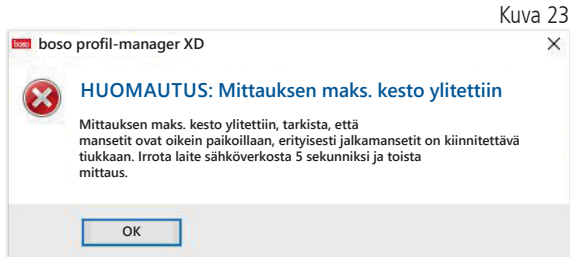 Kuva 23
boso boso profil-manager XD
HUOMAUTUS: Mittauksen maks. kesto ylitettiin
Mittauksen maks. kesto ylitettiin, tarkista, että
mansetit ovat oikein paikoillaan, erityisesti jalkamansetit on kiinnitettävä
tiukkaan. Irrota laite sähköverkosta 5 sekunniksi ja toista
mittaus.
OK